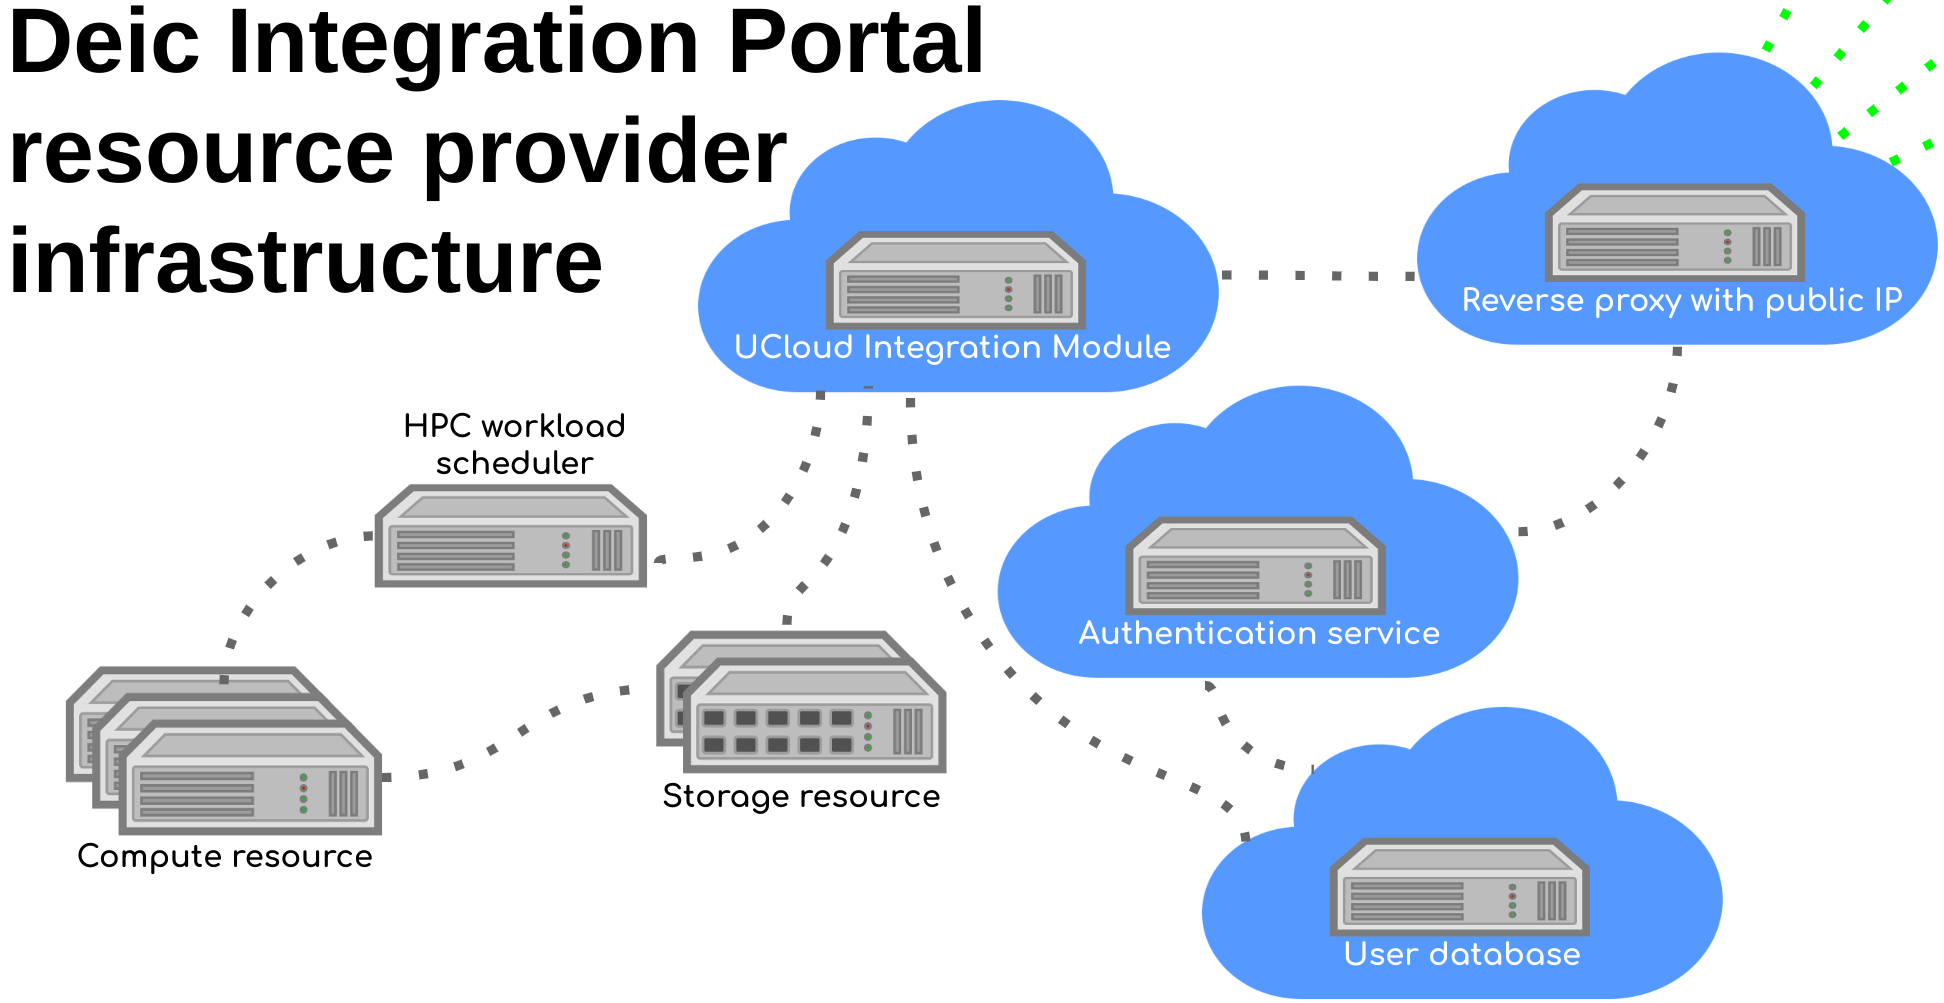 Deic Integration Portal
resource provider
infrastructure
Reverse proxy with public IP
UCloud Integration Module
HPC workload
scheduler
Authentication service
Storage resource
Compute resource
User database